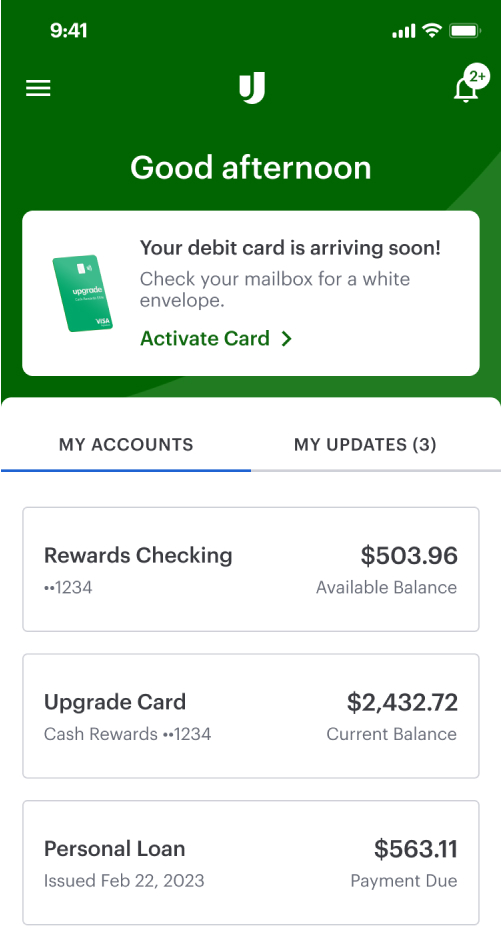 9:41
2+
Good afternoon
Your debit card is arriving soon!
Check your mailbox for a white
envelope.
Activate Card
upgrade
VISA
MY ACCOUNTS
MY UPDATES (3)
Rewards Checking
$503.96
••1234
Available Balance
Upgrade Card
$2,432.72
Cash Rewards ••1234
Current Balance
Personal Loan
$563.11
Issued Feb 22, 2023
Payment Due